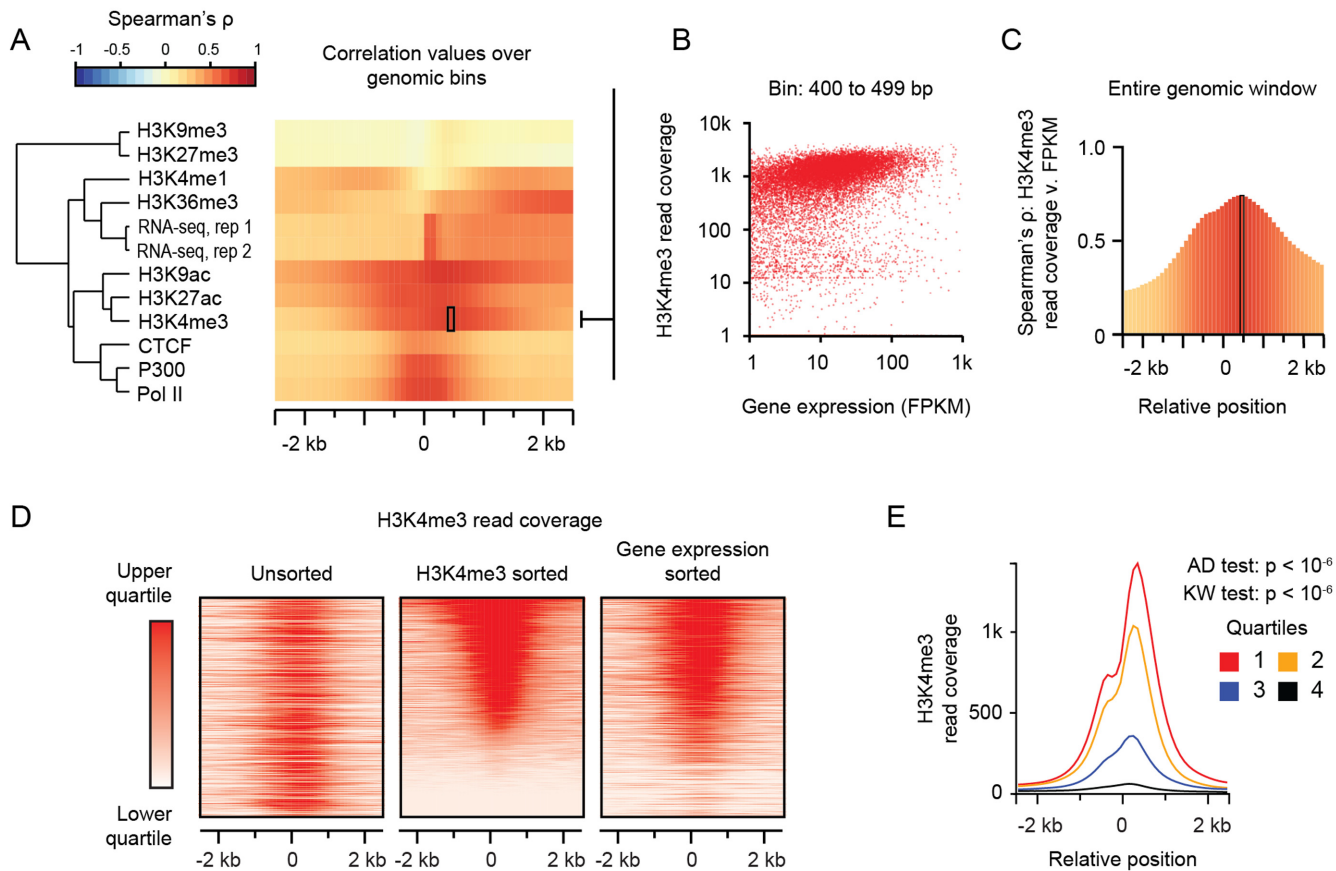 A
Spearman's ρ
-1 -0.5 0 0.5 1
Correlation values over
genomic bins
H3K9me3
H3K27me3
H3K4me1
H3K36me3
RNA-seq, rep 1
RNA-seq, rep 2
H3K9ac
H3K27ac
H3K4me3
CTCF
P300
Pol II
-2 kb 0 2 kb
B
Bin: 400 to 499 bp
H3K4me3 read coverage
10k
1k
100
10
1
1 10 100 1k
Gene expression (FPKM)
C
Entire genomic window
Spearman's ρ: H3K4me3
read coverage v. FPKM
1.0
0.5
0
-2 kb 0 2 kb
Relative position
D
H3K4me3 read coverage
Upper
quartile
Lower
quartile
Unsorted
H3K4me3 sorted
Gene expression
sorted
-2 kb 0 2 kb
-2 kb 0 2 kb
-2 kb 0 2 kb
E
H3K4me3
read coverage
1k
500
0
-2 kb 0 2 kb
Relative position
AD test: p < 10-6
KW test: p < 10-6
Quartiles
1 2
3 4